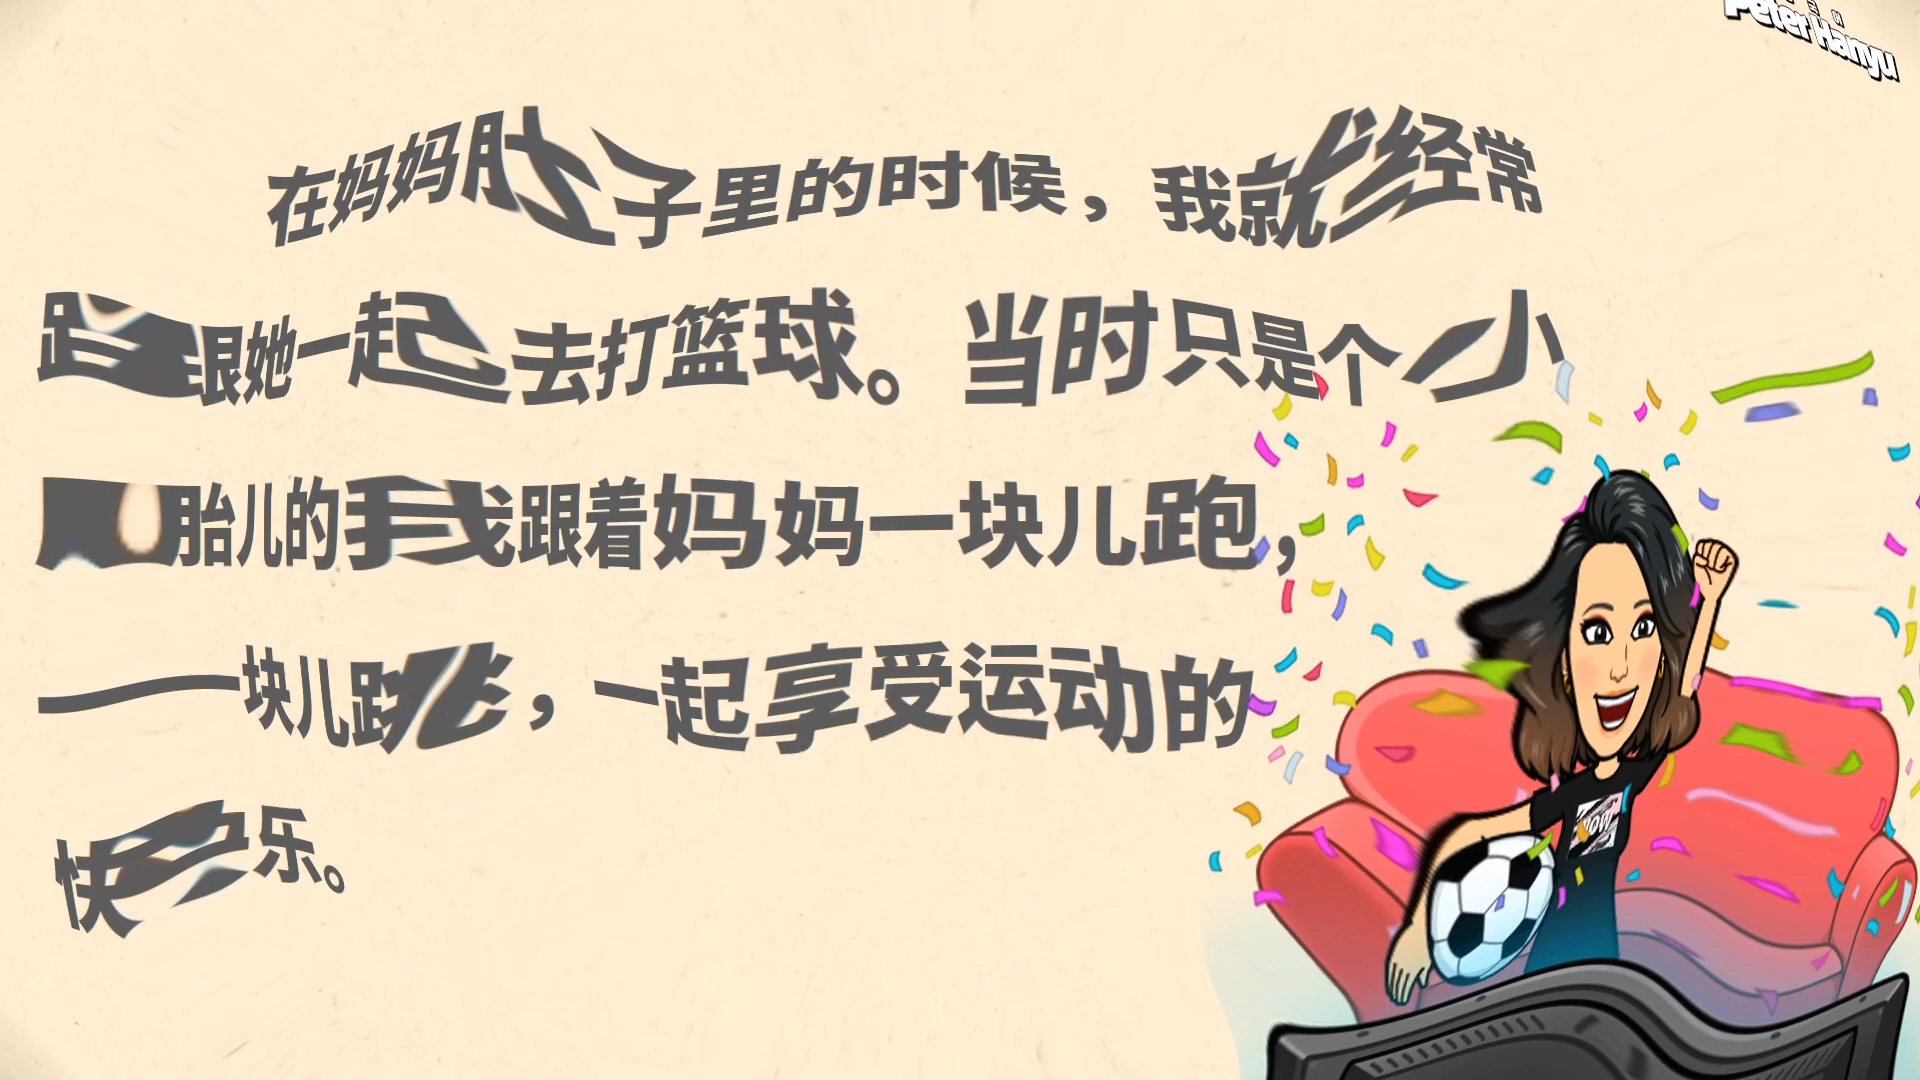 Peter Hanyu
在妈妈肚子里的时候，我就经常
跟她一起去打篮球。当时只是个小
胎儿的我跟着妈妈一块儿跑，
一块儿跳，一起享受运动的
快乐。
WOW